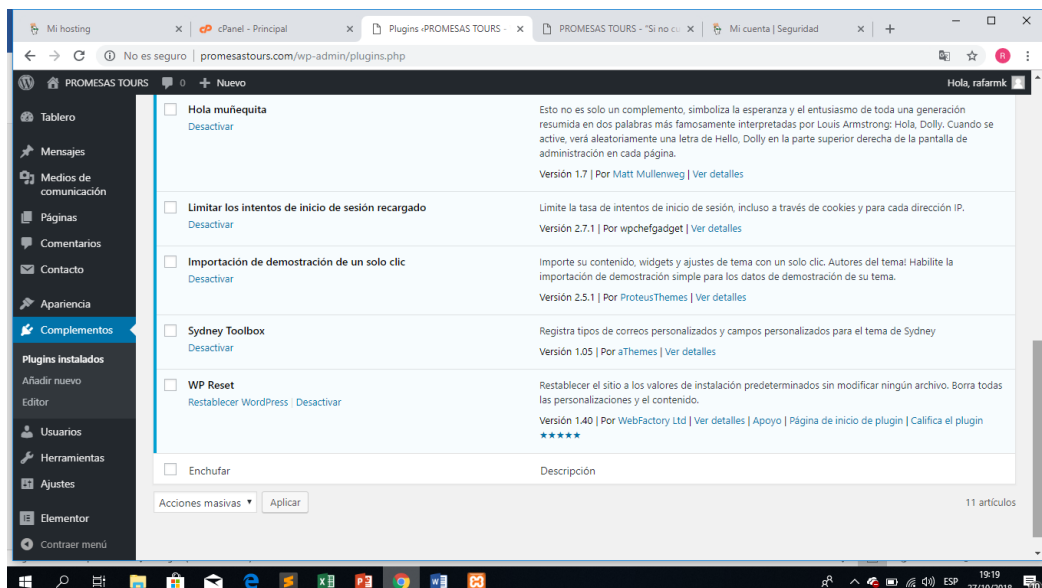 Mi hosting
cPanel - Principal
Plugins ‹PROMESAS TOURS -
PROMESAS TOURS - "Si no cu
Mi cuenta | Seguridad
No es seguro | promesastours.com/wp-admin/plugins.php
R
PROMESAS TOURS 0 + Nuevo
Hola, rafarmk
Tablero
Mensajes
Medios de
comunicación
Páginas
Comentarios
Contacto
Apariencia
Complementos
Plugins instalados
Añadir nuevo
Editor
Usuarios
Herramientas
Ajustes
Elementor
Contraer menú
Hola muñequita
Desactivar
Esto no es solo un complemento, simboliza la esperanza y el entusiasmo de toda una generación
resumida en dos palabras más famosamente interpretadas por Louis Armstrong: Hola, Dolly. Cuando se
active, verá aleatoriamente una letra de Hello, Dolly en la parte superior derecha de la pantalla de
administración en cada página.
Versión 1.7 | Por Matt Mullenweg | Ver detalles
Limitar los intentos de inicio de sesión recargado
Desactivar
Limite la tasa de intentos de inicio de sesión, incluso a través de cookies y para cada dirección IP.
Versión 2.7.1 | Por wpchefgadget | Ver detalles
Importación de demostración de un solo clic
Desactivar
Importe su contenido, widgets y ajustes de tema con un solo clic. Autores del tema! Habilite la
importación de demostración simple para los datos de demostración de su tema.
Versión 2.5.1 | Por ProteusThemes | Ver detalles
Sydney Toolbox
Desactivar
Registra tipos de correos personalizados y campos personalizados para el tema de Sydney
Versión 1.05 | Por aThemes | Ver detalles
WP Reset
Restablecer WordPress | Desactivar
Restablecer el sitio a los valores de instalación predeterminados sin modificar ningún archivo. Borra todas
las personalizaciones y el contenido.
Versión 1.40 | Por WebFactory Ltd | Ver detalles | Apoyo | Página de inicio de plugin | Califica el plugin
★★★★★
Enchufar
Descripción
Acciones masivas
Aplicar
11 artículos
ESP
19:19
27/10/2018